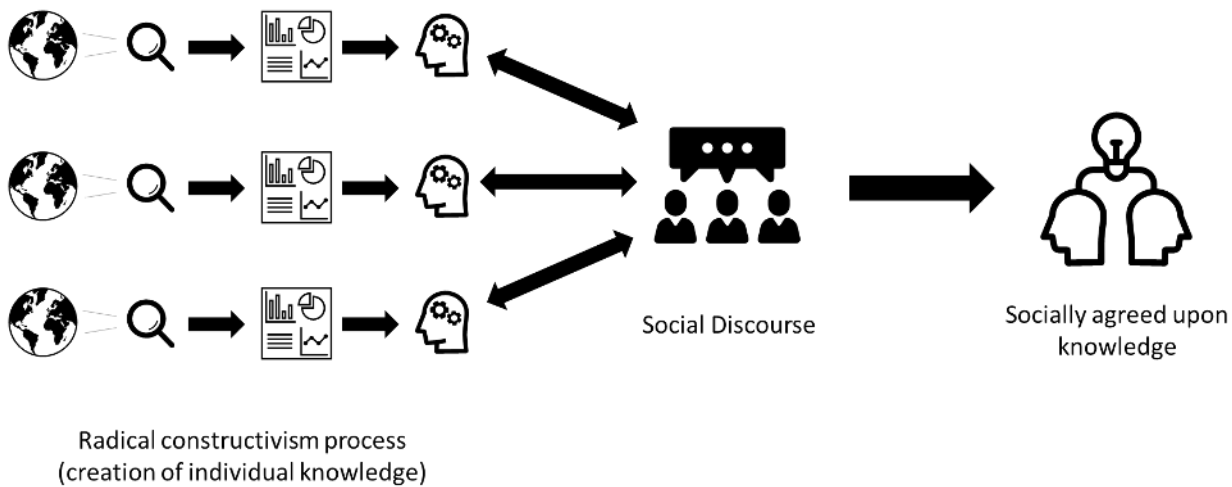 Social Discourse
Socially agreed upon
knowledge
Radical constructivism process
(creation of individual knowledge)